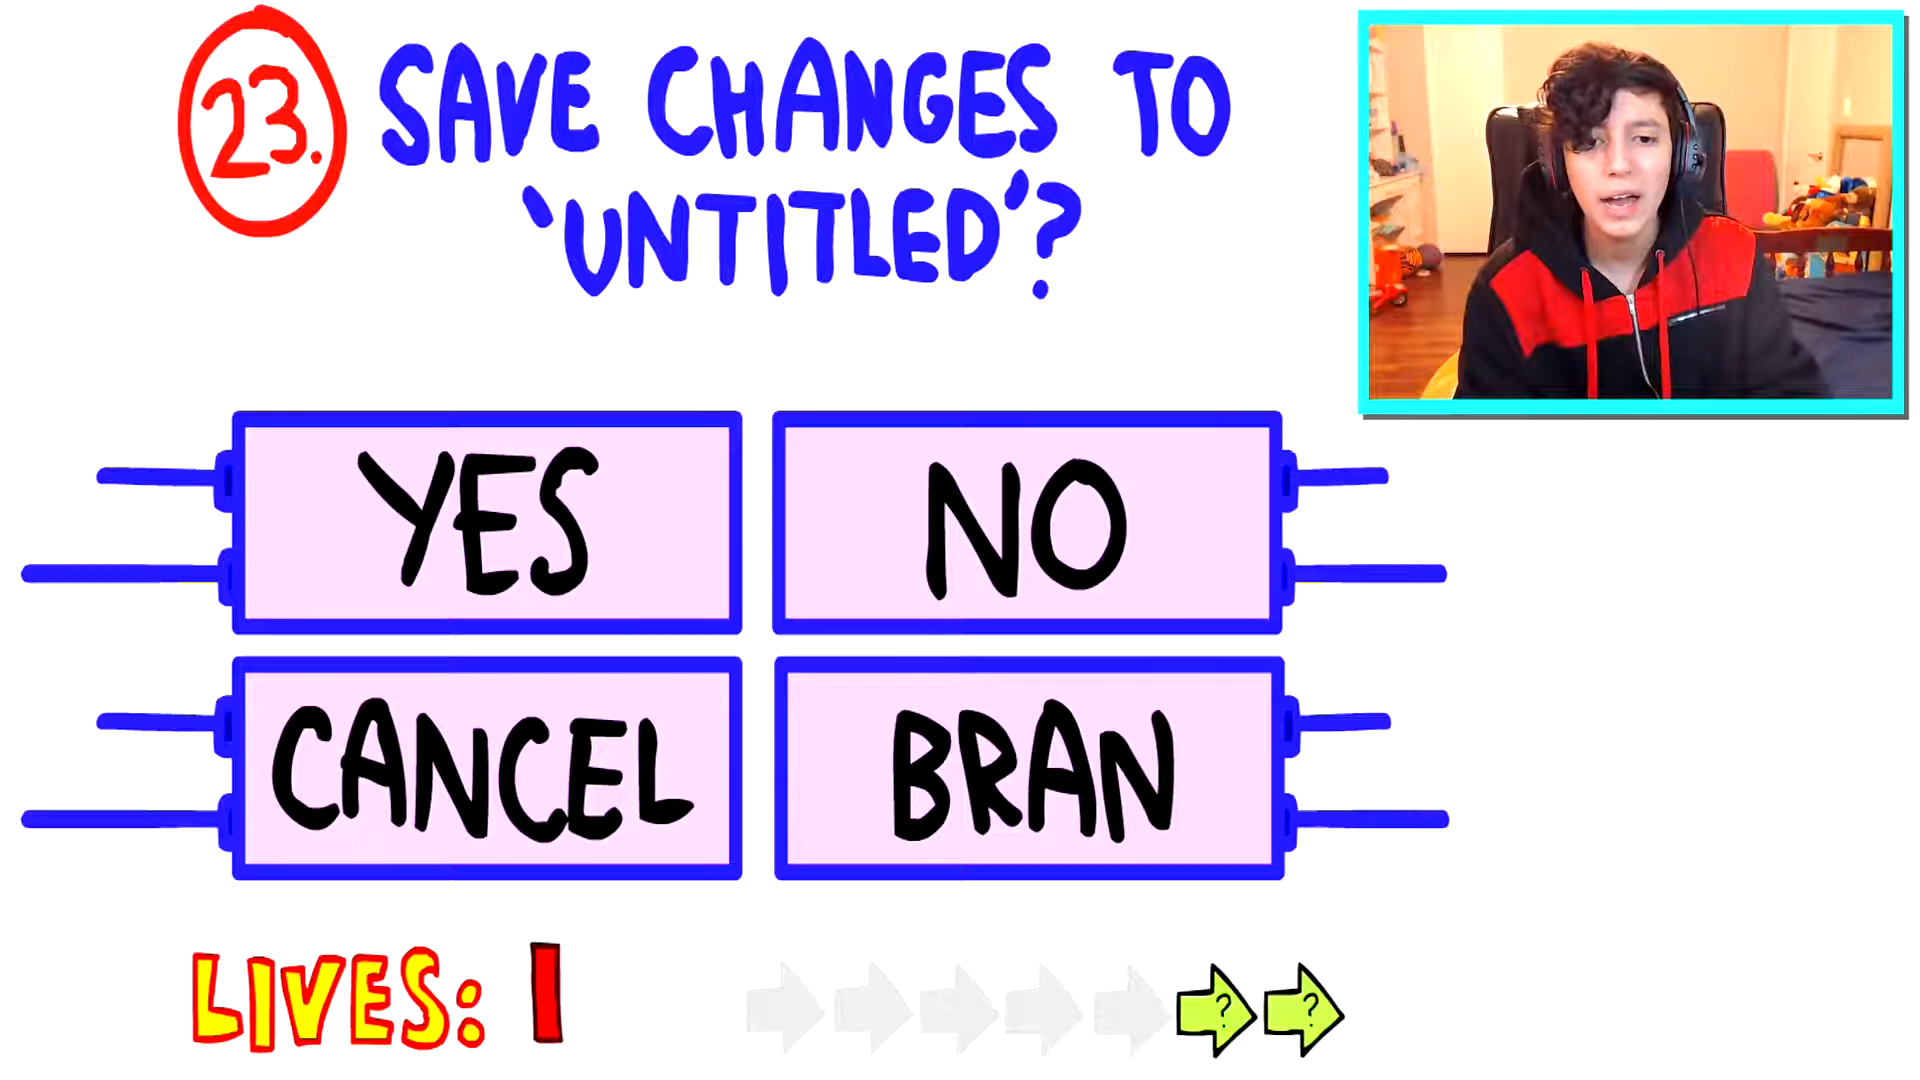 23. SAVE CHANGES TO
'UNTITLED'?
YES
NO
CANCEL
BRAN
LIVES: 1
? ?